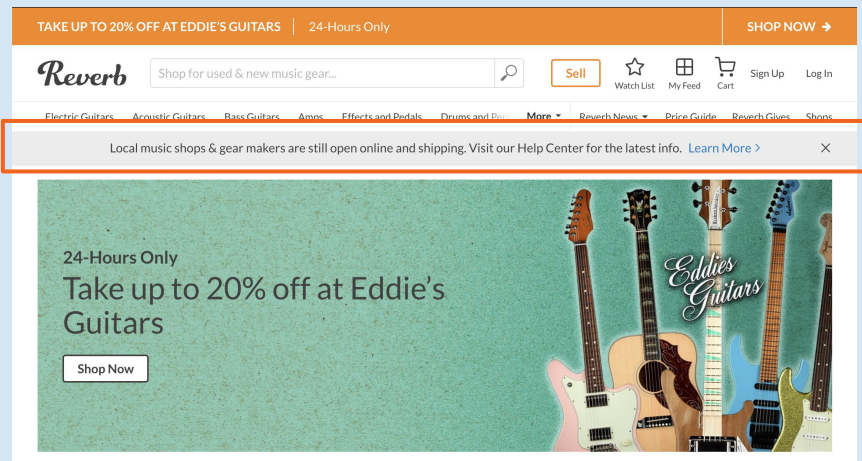 TAKE UP TO 20% OFF AT EDDIE'S GUITARS 24-Hours Only SHOP NOW →
Reverb Shop for used & new music gear... Sell Watch List My Feed Cart Sign Up Log In
Electric Guitars Acoustic Guitars Bass Guitars Amps Effects and Pedals Drums and More Reverb News Price Guide Reverb Gives Shops
Local music shops & gear makers are still open online and shipping. Visit our Help Center for the latest info. Learn More >
24-Hours Only
Take up to 20% off at Eddie's
Guitars
Shop Now
Eddies
Guitars